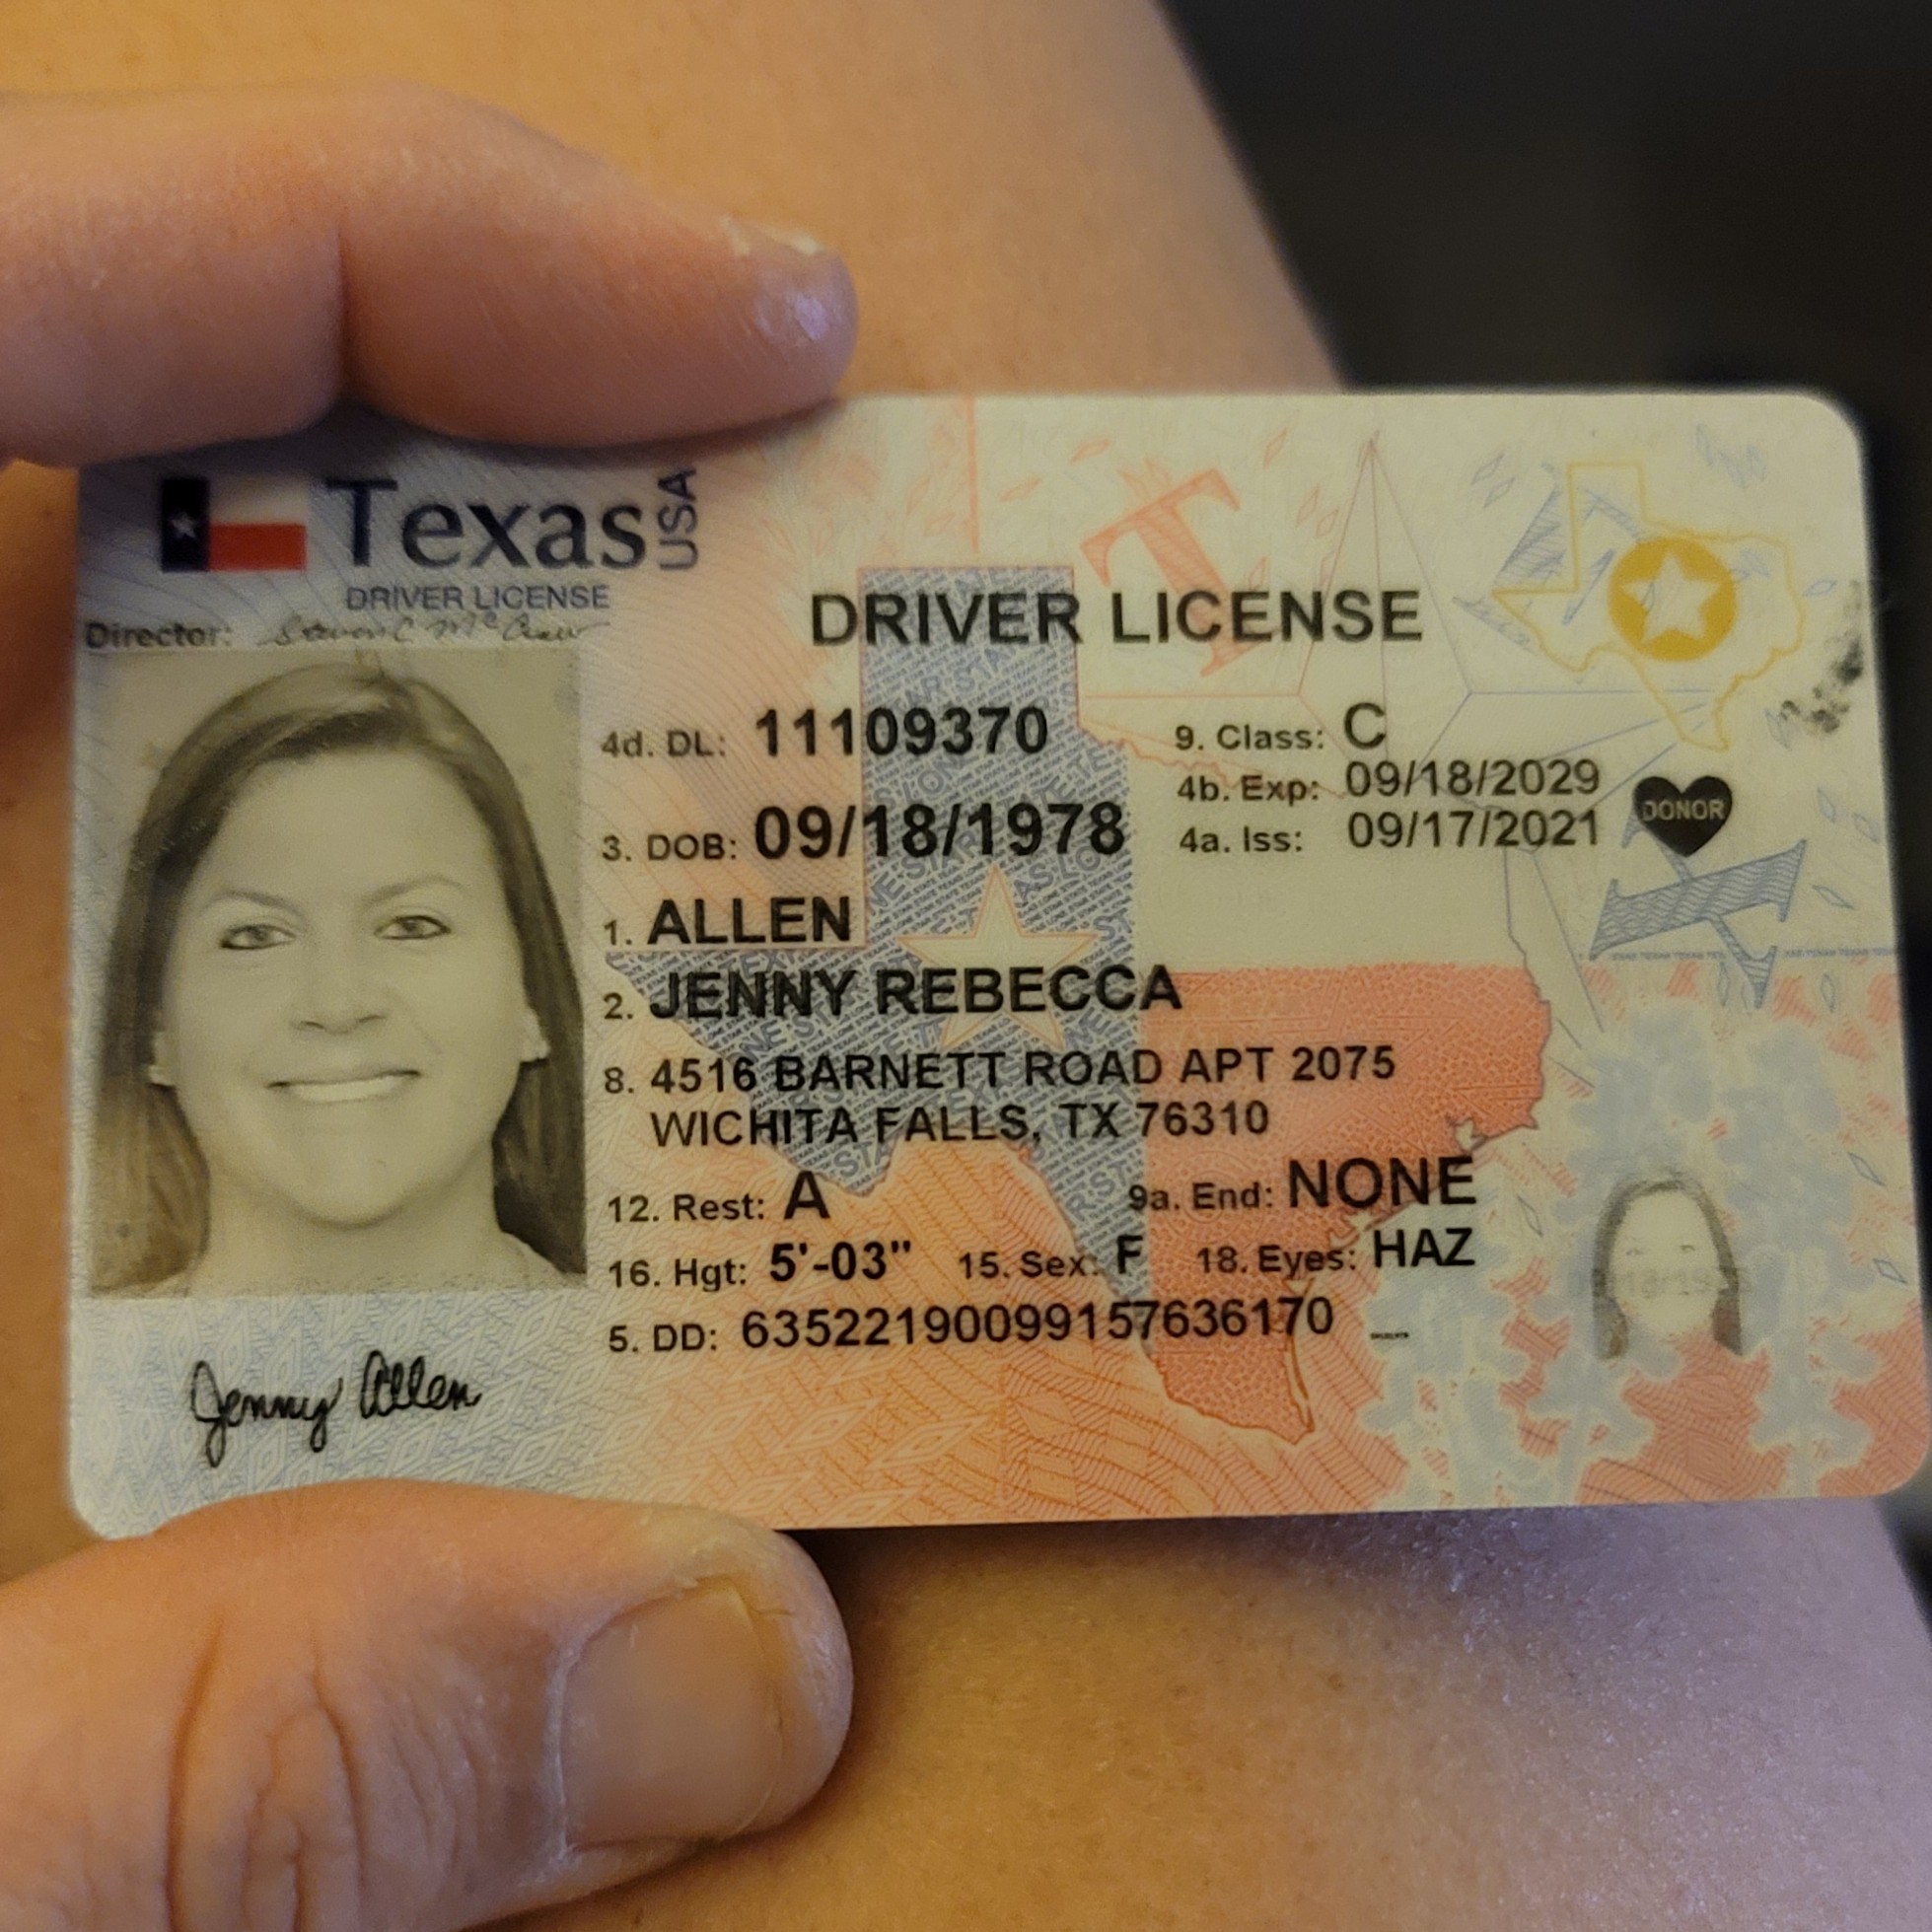 Texas USA
DRIVER LICENSE
Director:
DRIVER LICENSE
4d. DL: 11109370
9. Class: C
4b. Exp: 09/18/2029
3. DOB: 09/18/1978
4a. Iss: 09/17/2021
DONOR
1. ALLEN
2. JENNY REBECCA
8. 4516 BARNETT ROAD APT 2075
WICHITA FALLS, TX 76310
12. Rest: A
9a. End: NONE
16. Hgt: 5'-03" 15. Sex: F 18. Eyes: HAZ
5. DD: 63522190099157636170
Jenny Allen